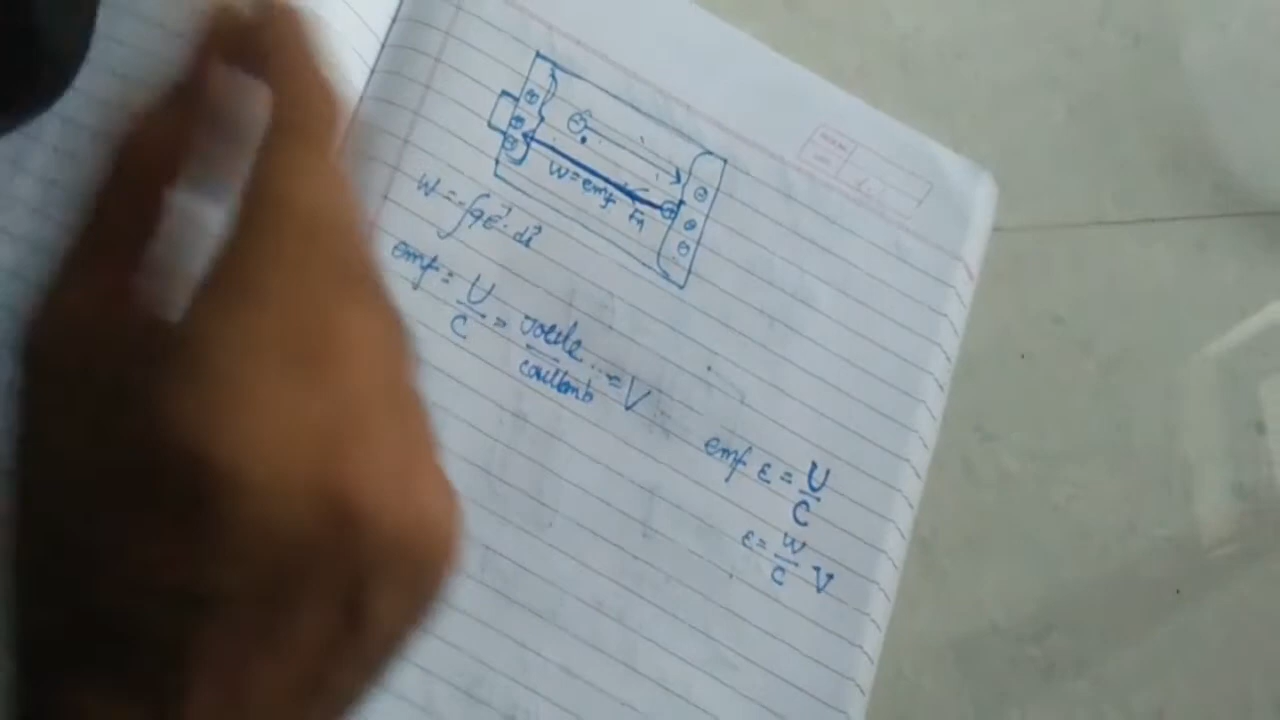 W = emf
W = -∫qE⃗ · dl⃗
emf = U/C = Joule/coulomb = V
emf ε = U/C
ε = W/C V